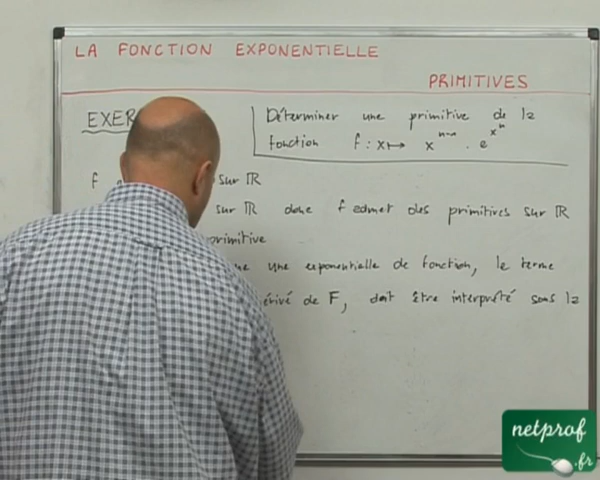 LA FONCTION EXPONENTIELLE
PRIMITIVES
EXER
Déterminer une primitive de la
fonction f : x ↦ x^{n-1} . e^{x^n}
f sur ℝ
sur ℝ donc f admet des primitives sur ℝ
primitive
une exponentielle de fonction, le terme
dérivé de F, doit être interprété sous la
netprof
.fr